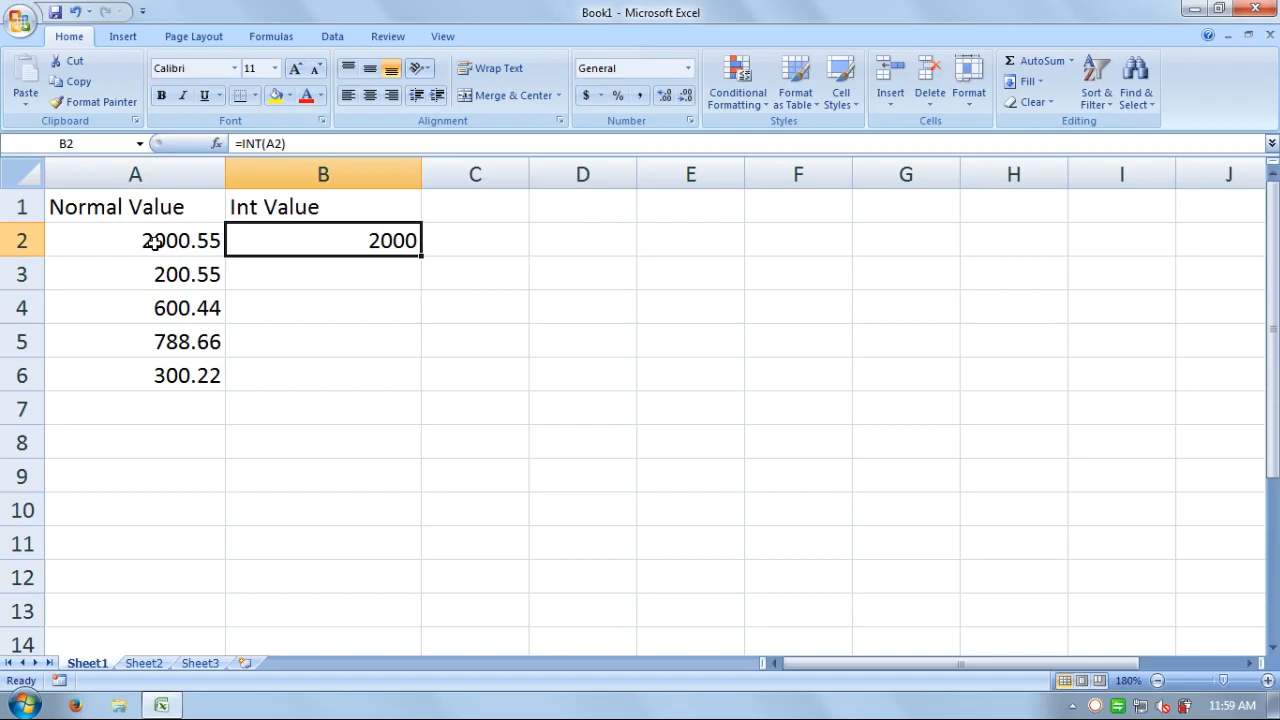 Book1 - Microsoft Excel
Home Insert Page Layout Formulas Data Review View
Paste
Cut
Copy
Format Painter
Clipboard
Calibri 11
B I U A
Font
Wrap Text
Merge & Center
Alignment
General
$ % ,
Number
Conditional Formatting
Format as Table
Cell Styles
Styles
Insert Delete Format
Cells
Σ AutoSum
Fill
Clear
Sort & Filter
Find & Select
Editing
B2 fx =INT(A2)
A B C D E F G H I J
1 Normal Value Int Value
2 2000.55 2000
3 200.55
4 600.44
5 788.66
6 300.22
7
8
9
10
11
12
13
14
Sheet1 Sheet2 Sheet3
Ready 180%
11:59 AM